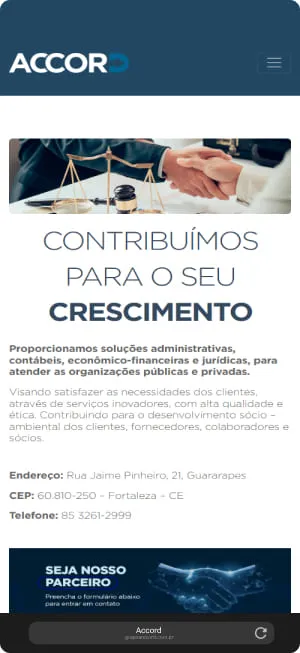 ACCORD
CONTRIBUÍMOS
PARA O SEU
CRESCIMENTO
Proporcionamos soluções administrativas,
contábeis, econômico-financeiras e jurídicas, para
atender as organizações públicas e privadas.
Visando satisfazer as necessidades dos clientes,
através de serviços inovadores, com alta qualidade e
ética. Contribuindo para o desenvolvimento sócio –
ambiental dos clientes, fornecedores, colaboradores e
sócios.
Endereço: Rua Jaime Pinheiro, 21, Guararapes
CEP: 60.810-250 – Fortaleza – CE
Telefone: 85 3261-2999
SEJA NOSSO
PARCEIRO
Preencha o formulário abaixo
para entrar em contato
Accord